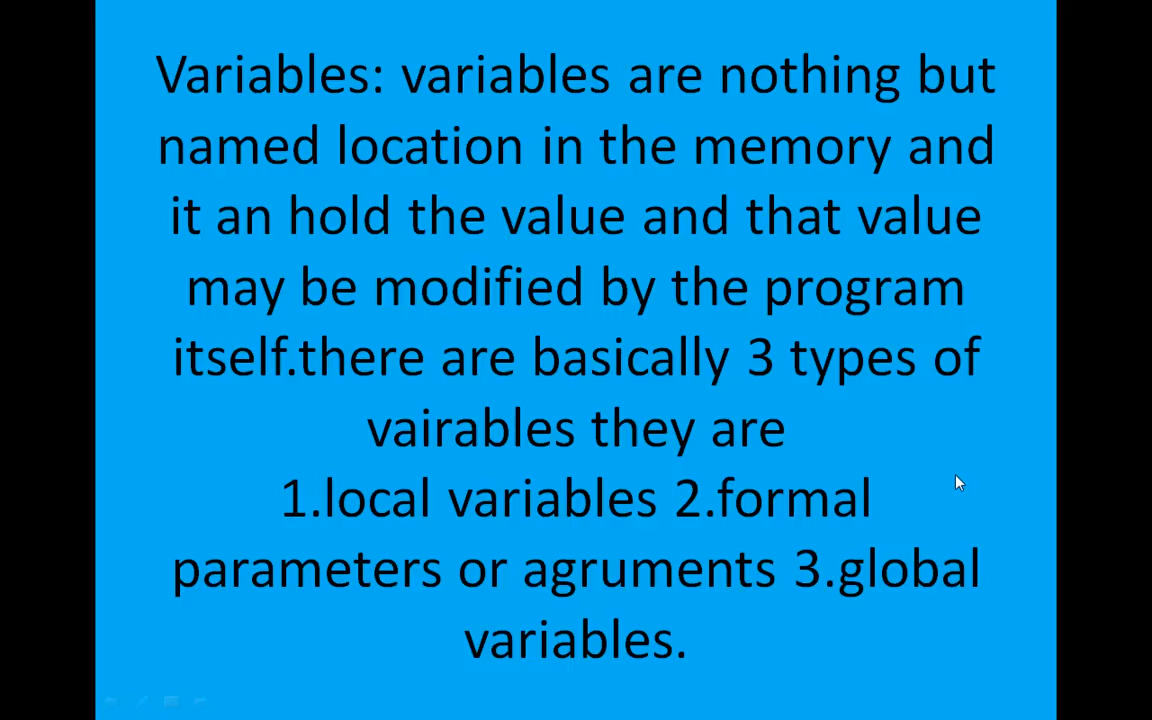 Variables: variables are nothing but
named location in the memory and
it an hold the value and that value
may be modified by the program
itself.there are basically 3 types of
vairables they are
1.local variables 2.formal
parameters or agruments 3.global
variables.